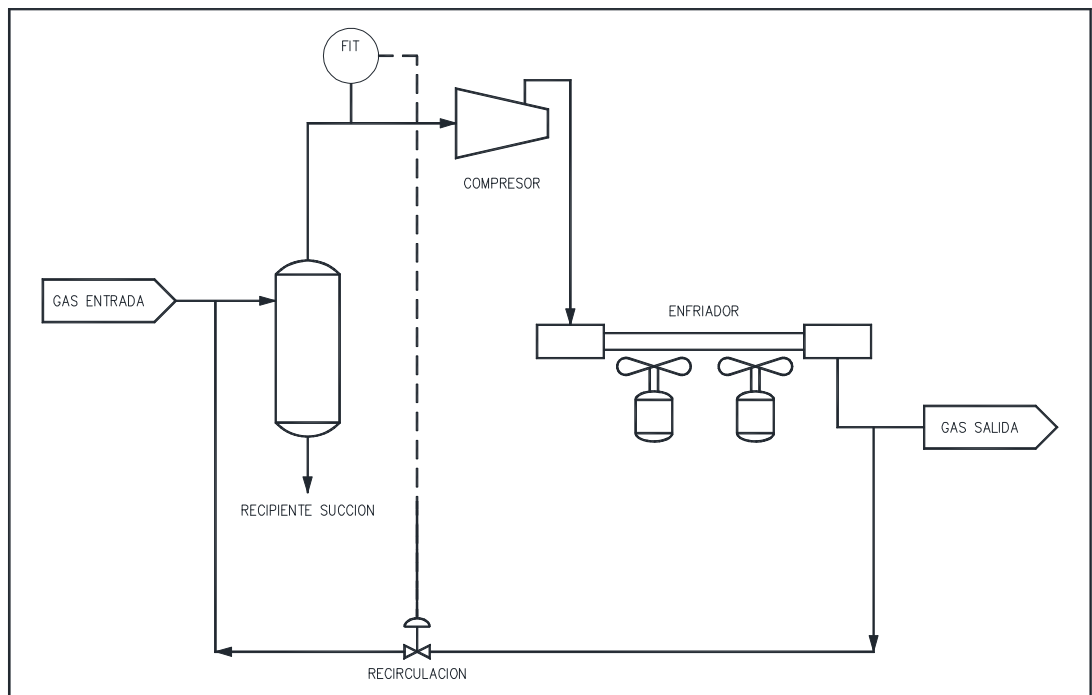 FIT
COMPRESOR
GAS ENTRADA
ENFRIADOR
GAS SALIDA
RECIPIENTE SUCCION
RECIRCULACION